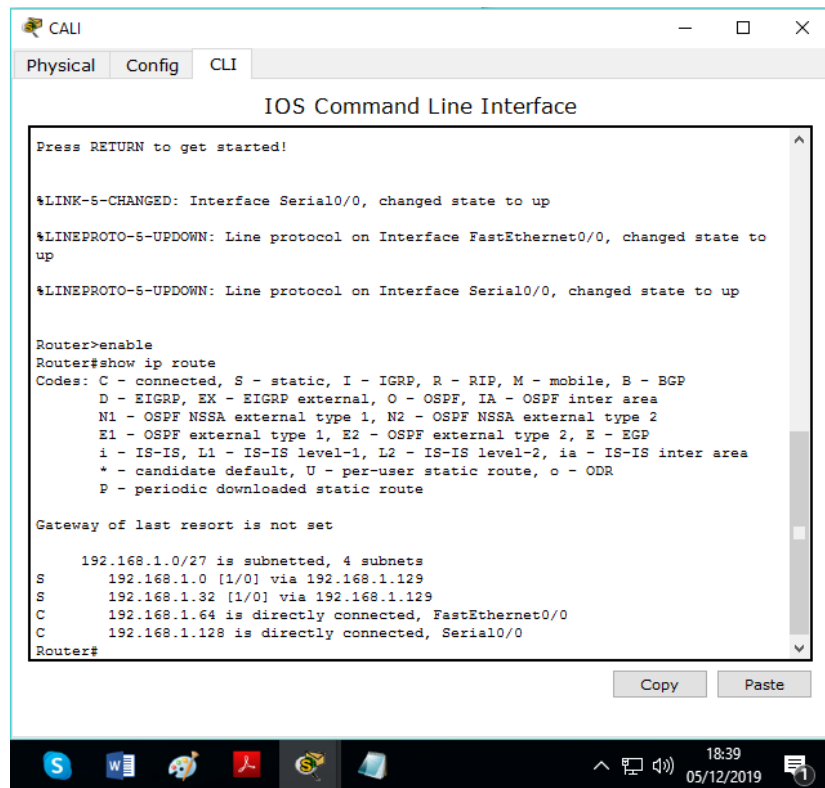 CALI
Physical Config CLI
IOS Command Line Interface
Press RETURN to get started!
%LINK-5-CHANGED: Interface Serial0/0, changed state to up
%LINEPROTO-5-UPDOWN: Line protocol on Interface FastEthernet0/0, changed state to
up
%LINEPROTO-5-UPDOWN: Line protocol on Interface Serial0/0, changed state to up
Router>enable
Router#show ip route
Codes: C - connected, S - static, I - IGRP, R - RIP, M - mobile, B - BGP
       D - EIGRP, EX - EIGRP external, O - OSPF, IA - OSPF inter area
       N1 - OSPF NSSA external type 1, N2 - OSPF NSSA external type 2
       E1 - OSPF external type 1, E2 - OSPF external type 2, E - EGP
       i - IS-IS, L1 - IS-IS level-1, L2 - IS-IS level-2, ia - IS-IS inter area
       * - candidate default, U - per-user static route, o - ODR
       P - periodic downloaded static route
Gateway of last resort is not set
     192.168.1.0/27 is subnetted, 4 subnets
S       192.168.1.0 [1/0] via 192.168.1.129
S       192.168.1.32 [1/0] via 192.168.1.129
C       192.168.1.64 is directly connected, FastEthernet0/0
C       192.168.1.128 is directly connected, Serial0/0
Router#
Copy Paste
18:39
05/12/2019
1